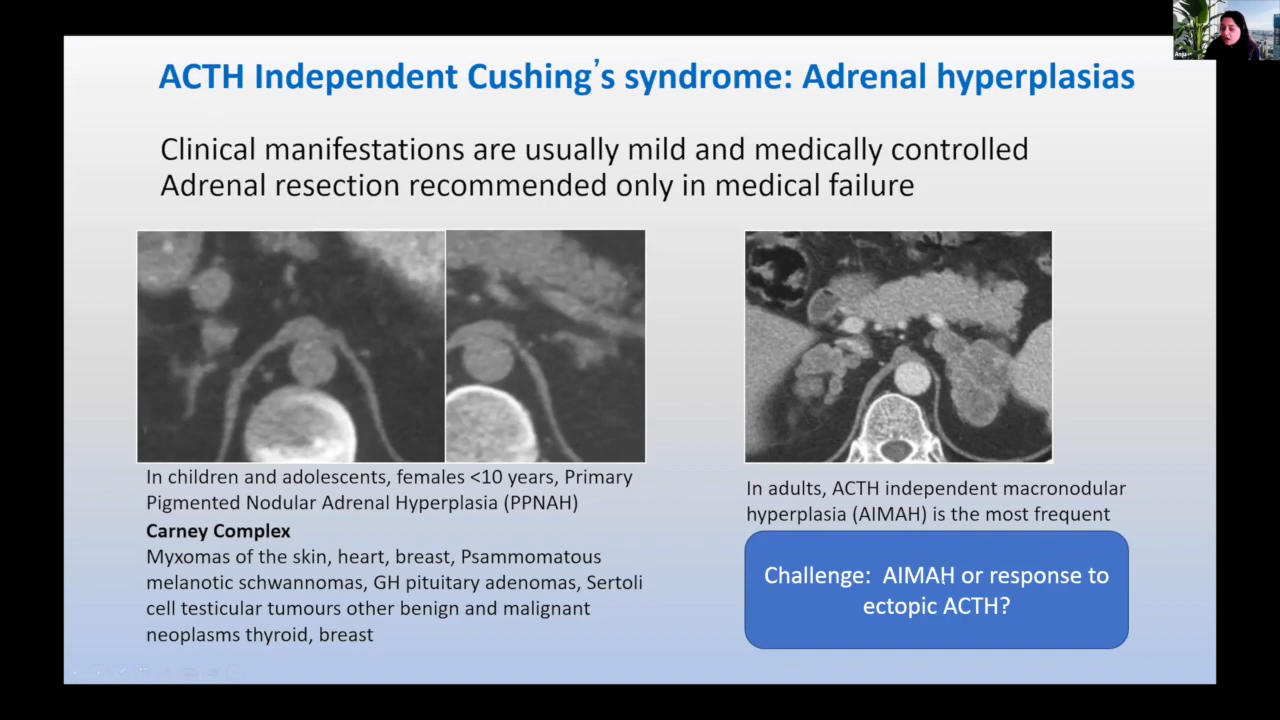 ACTH Independent Cushing's syndrome: Adrenal hyperplasias
Clinical manifestations are usually mild and medically controlled
Adrenal resection recommended only in medical failure
In children and adolescents, females <10 years, Primary
Pigmented Nodular Adrenal Hyperplasia (PPNAH)
Carney Complex
Myxomas of the skin, heart, breast, Psammomatous
melanotic schwannomas, GH pituitary adenomas, Sertoli
cell testicular tumours other benign and malignant
neoplasms thyroid, breast
In adults, ACTH independent macronodular
hyperplasia (AIMAH) is the most frequent
Challenge:  AIMAH or response to
ectopic ACTH?